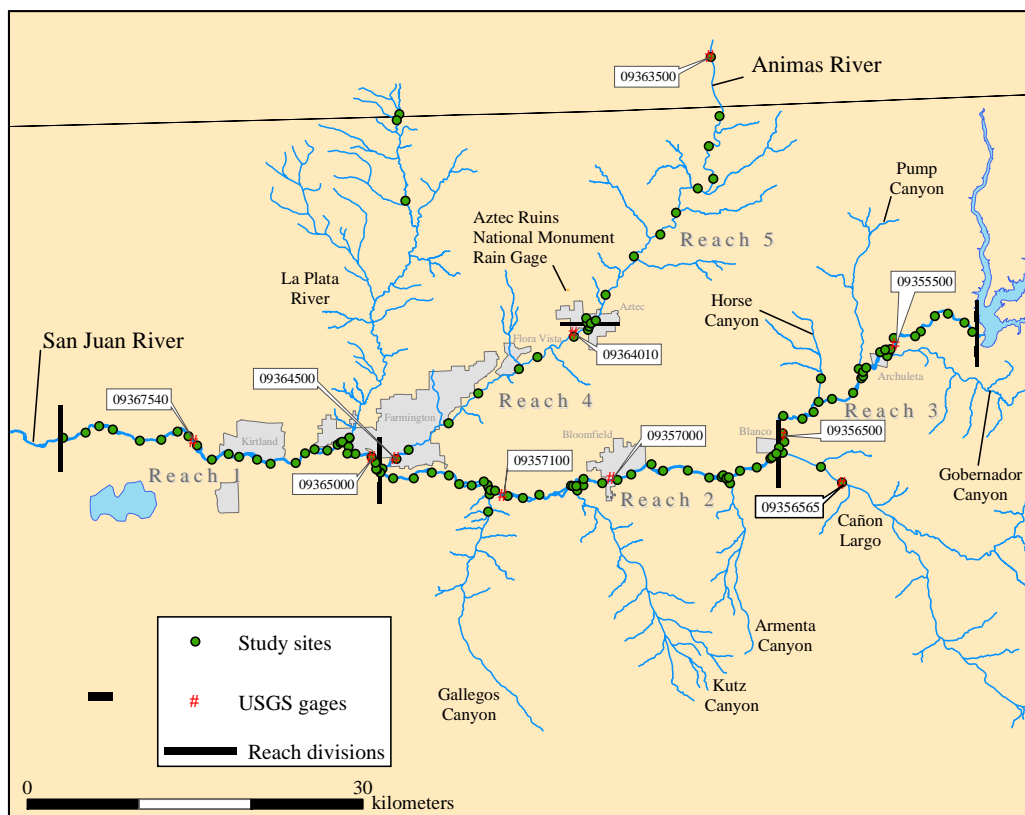 09363500
Animas River
Pump
Canyon
Aztec Ruins
National Monument
Rain Gage
Reach 5
La Plata
River
09355500
Horse
Canyon
Aztec
San Juan River
Flora Vista
09364010
Archuleta
09364500
09367540
Reach 4
Farmington
Reach 3
Kirtland
Bloomfield
09357000
Blanco
09356500
Reach 1
09365000
09357100
Reach 2
Gobernador
Canyon
09356565
Cañon
Largo
Study sites
Armenta
Canyon
USGS gages
Gallegos
Canyon
Kutz
Canyon
Reach divisions
0
30
kilometers